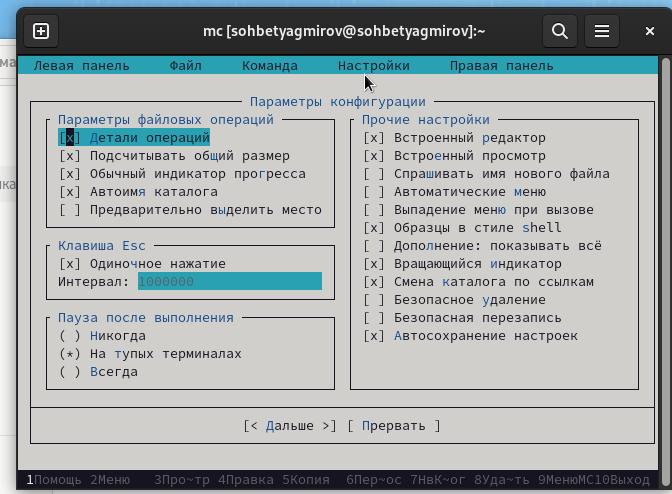 mc [sohbetyagmirov@sohbetyagmirov]:~
Левая панель Файл Команда Настройки Правая панель
Параметры конфигурации
Параметры файловых операций
[x] Детали операций
[x] Подсчитывать общий размер
[x] Обычный индикатор прогресса
[x] Автоимя каталога
[ ] Предварительно выделить место
Клавиша Esc
[x] Одиночное нажатие
Интервал: 1000000
Пауза после выполнения
( ) Никогда
(*) На тупых терминалах
( ) Всегда
Прочие настройки
[x] Встроенный редактор
[x] Встроенный просмотр
[ ] Спрашивать имя нового файла
[ ] Автоматические меню
[ ] Выпадение меню при вызове
[x] Образцы в стиле shell
[ ] Дополнение: показывать всё
[x] Вращающийся индикатор
[x] Смена каталога по ссылкам
[ ] Безопасное удаление
[ ] Безопасная перезапись
[x] Автосохранение настроек
[< Дальше >] [ Прервать ]
1Помощь 2Меню 3Про~тр 4Правка 5Копия 6Пер~ос 7НвК~ог 8Уда~ть 9МенюMC10Выход